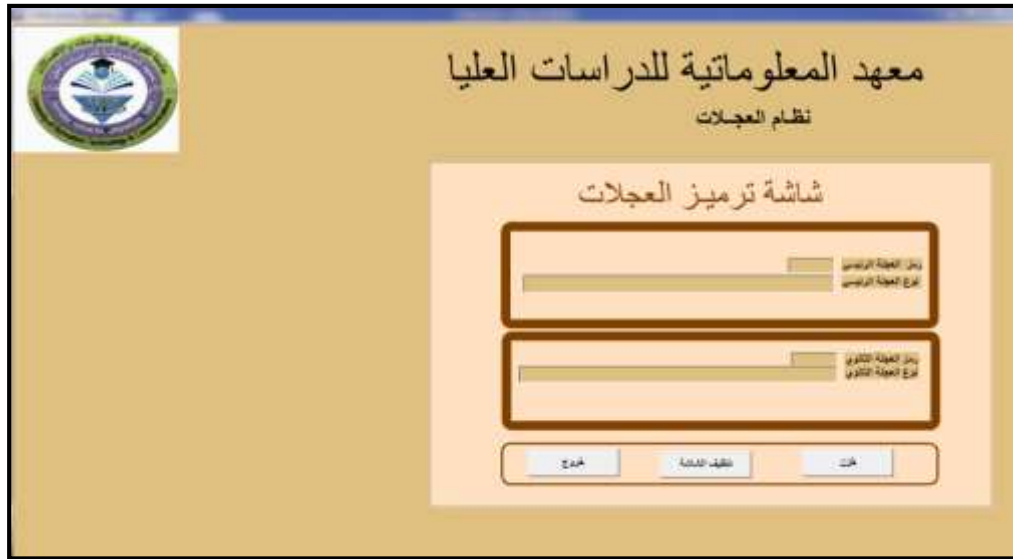 معهد المعلوماتية للدراسات العليا
نظام العجلات
شاشة ترميز العجلات
رمز العجلة الرئيسي
نوع العجلة الرئيسي
رمز العجلة الثانوي
نوع العجلة الثانوي
تنظيف الشاشة
خروج